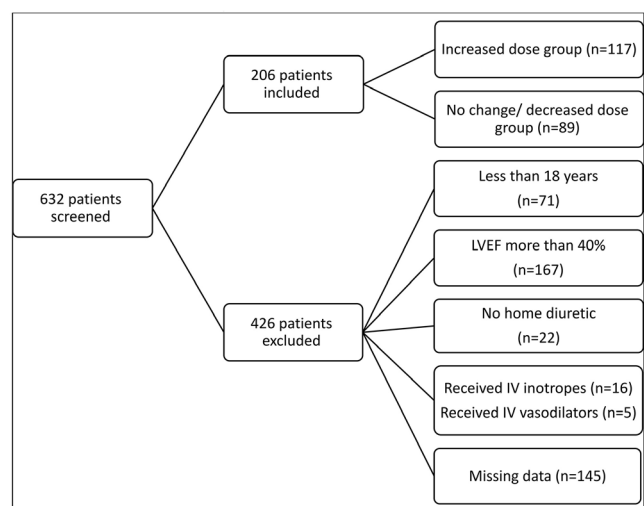 632 patients
screened
206 patients
included
Increased dose group (n=117)
No change/ decreased dose
group (n=89)
426 patients
excluded
Less than 18 years
(n=71)
LVEF more than 40%
(n=167)
No home diuretic
(n=22)
Received IV inotropes (n=16)
Received IV vasodilators (n=5)
Missing data (n=145)